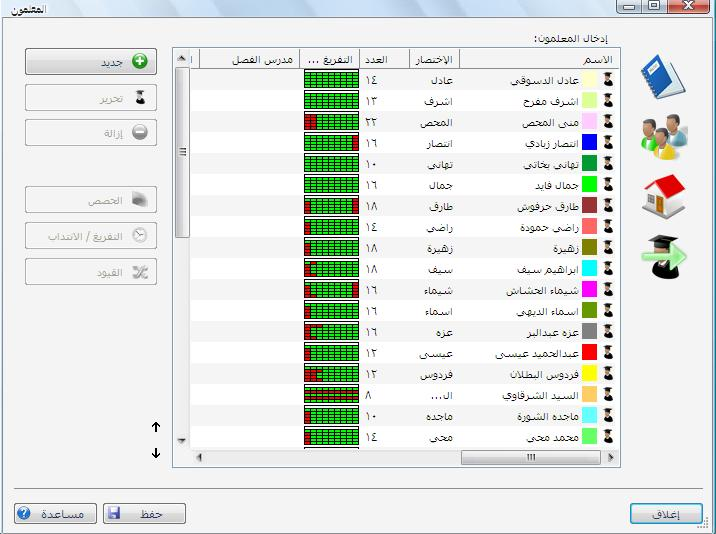 المعلمون
إدخال المعلمون:
الاسم الإختصار العدد التفريغ ... مدرس الفصل ا
عادل الدسوقي عادل ١٤
اشرف مفرح اشرف ١٣
منى المحص المحص ٢٢
انتصار زيادي انتصار ١٦
تهاني بخاتي تهاني ١٠
جمال فايد جمال ١٦
طارق حرفوش طارق ١٨
راضي حمودة راضي ١٤
زهيرة زهيرة ١٨
ابراهيم سيف سيف ١٨
شيماء الحشاش شيماء ١٦
اسماء الديهي اسماء ١٦
عزه عبدالبر عزه ١٦
عبدالحميد عيسى عيسى ١٢
فردوس البطلان فردوس ١٢
السيد الشرقاوي ال... ٨
ماجده الشورة ماجده ١٠
محمد محي محي ١٤
جديد
تحرير
إزالة
الحصص
التفريغ / الانتداب
القيود
إغلاق
حفظ
مساعدة